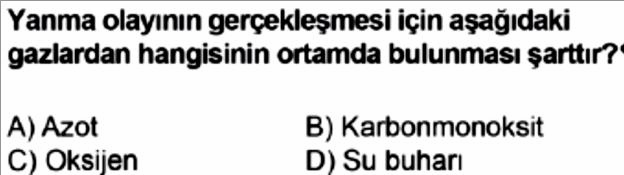 Yanma olayının gerçekleşmesi için aşağıdaki
gazlardan hangisinin ortamda bulunması şarttır?
A) Azot B) Karbonmonoksit
C) Oksijen D) Su buharı